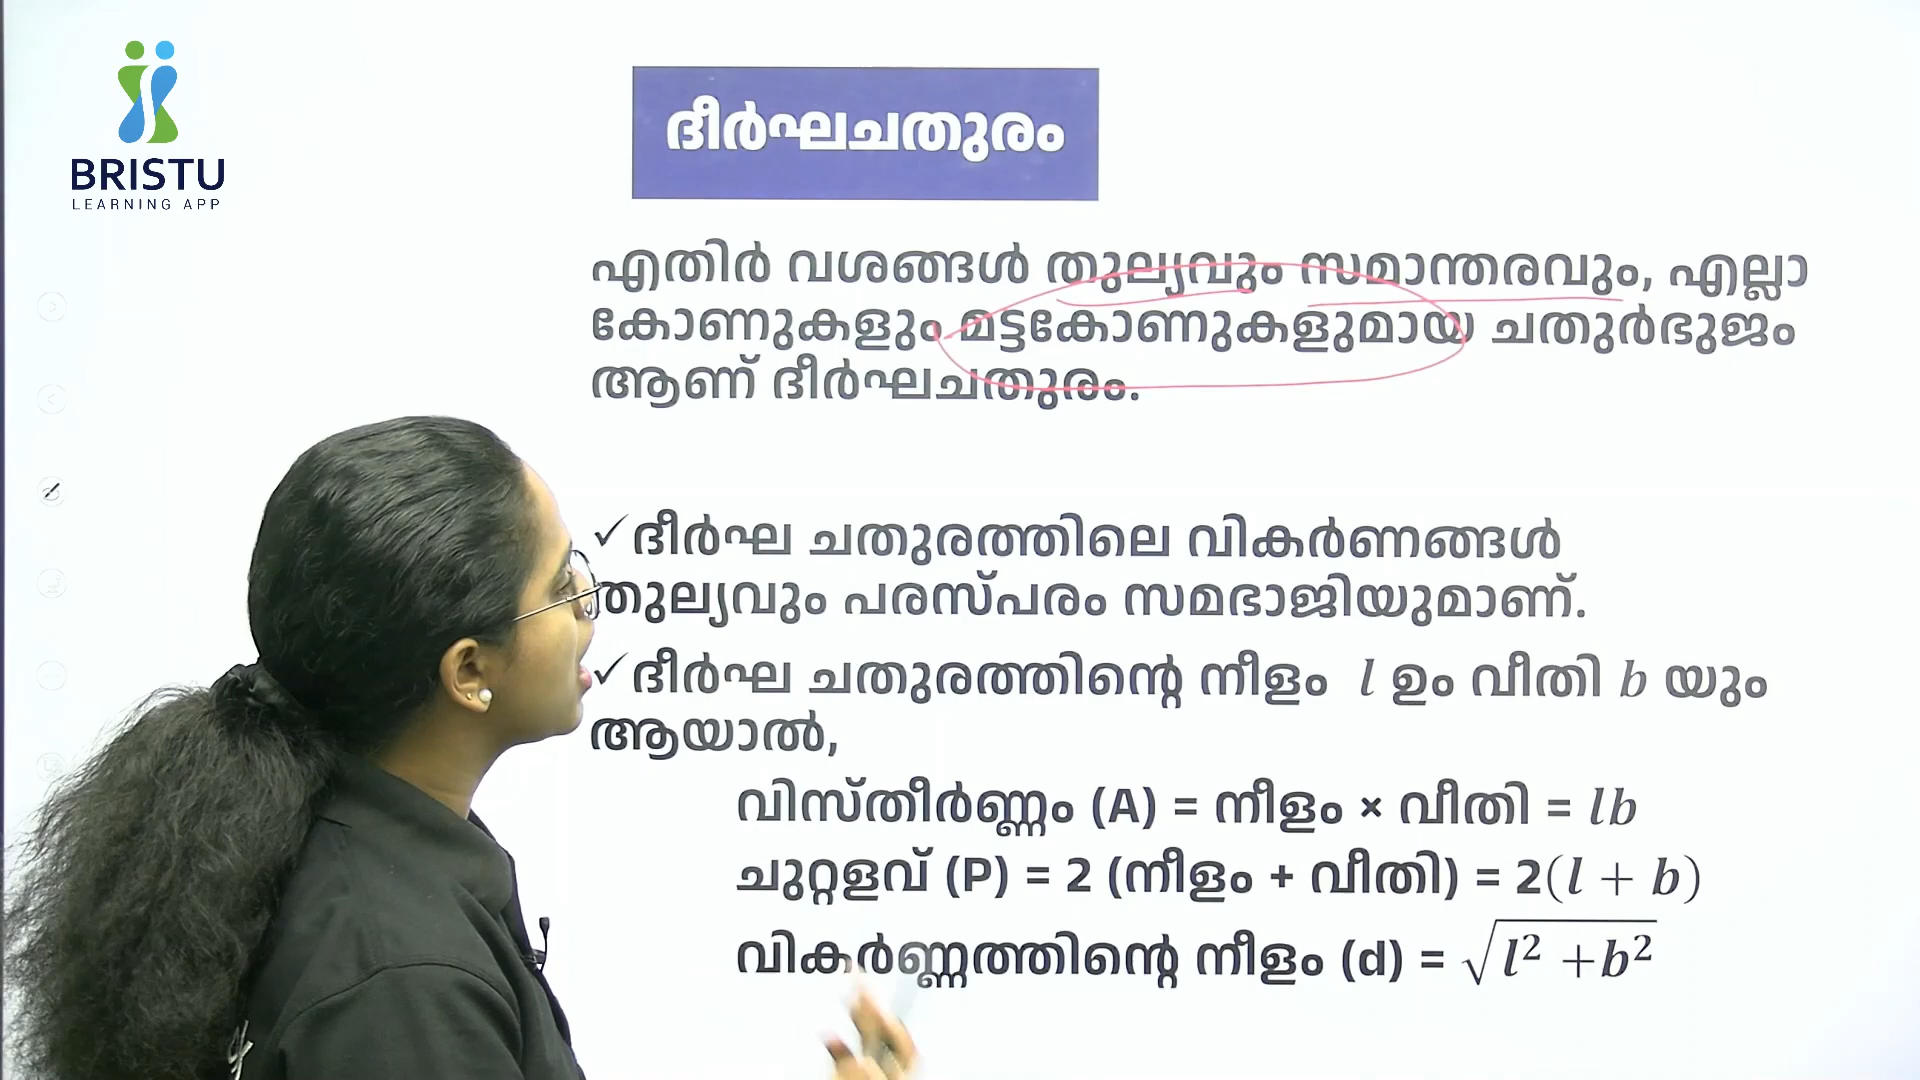 BRISTU
LEARNING APP
ദീർഘചതുരം
എതിർ വശങ്ങൾ തുല്യവും സമാന്തരവും, എല്ലാ
കോണുകളും മട്ടകോണുകളുമായ ചതുർഭുജം
ആണ് ദീർഘചതുരം.
✓ദീർഘ ചതുരത്തിലെ വികർണങ്ങൾ
തുല്യവും പരസ്പരം സമഭാജിയുമാണ്.
✓ദീർഘ ചതുരത്തിന്റെ നീളം l ഉം വീതി b യും
ആയാൽ,
വിസ്തീർണ്ണം (A) = നീളം × വീതി = lb
ചുറ്റളവ് (P) = 2 (നീളം + വീതി) = 2(l + b)
വികർണ്ണത്തിന്റെ നീളം (d) = √(l² +b²)